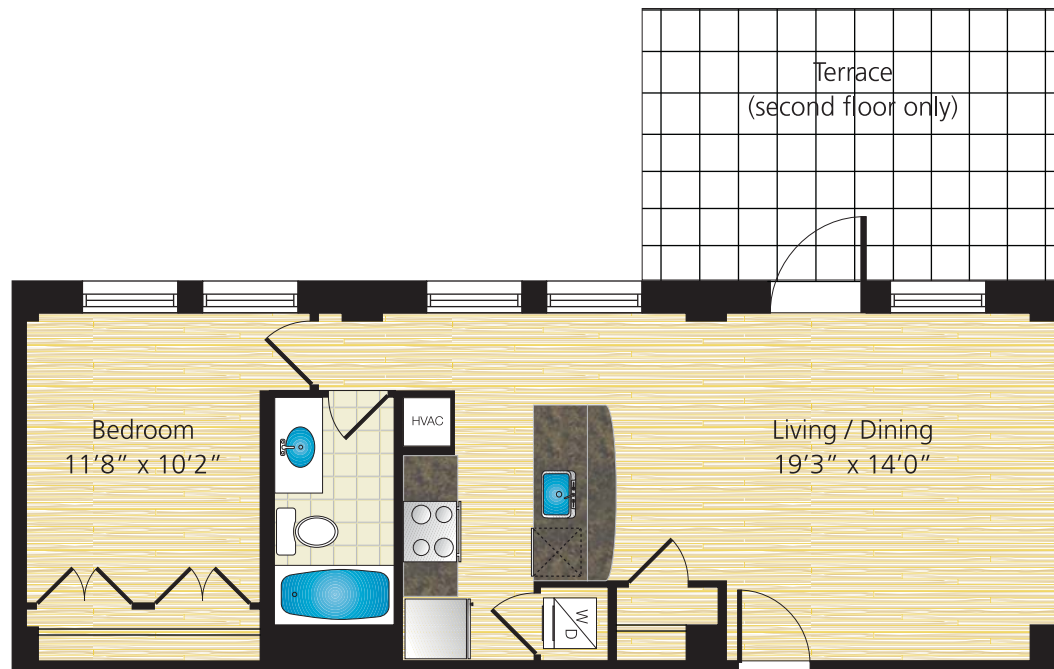 Terrace
(second floor only)
HVAC
Bedroom
11'8" x 10'2"
Living / Dining
19'3" x 14'0"
W
D